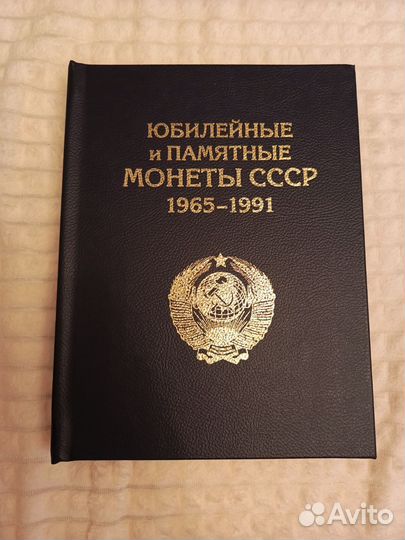 ЮБИЛЕЙНЫЕ
и ПАМЯТНЫЕ
МОНЕТЫ СССР
1965-1991
Avito